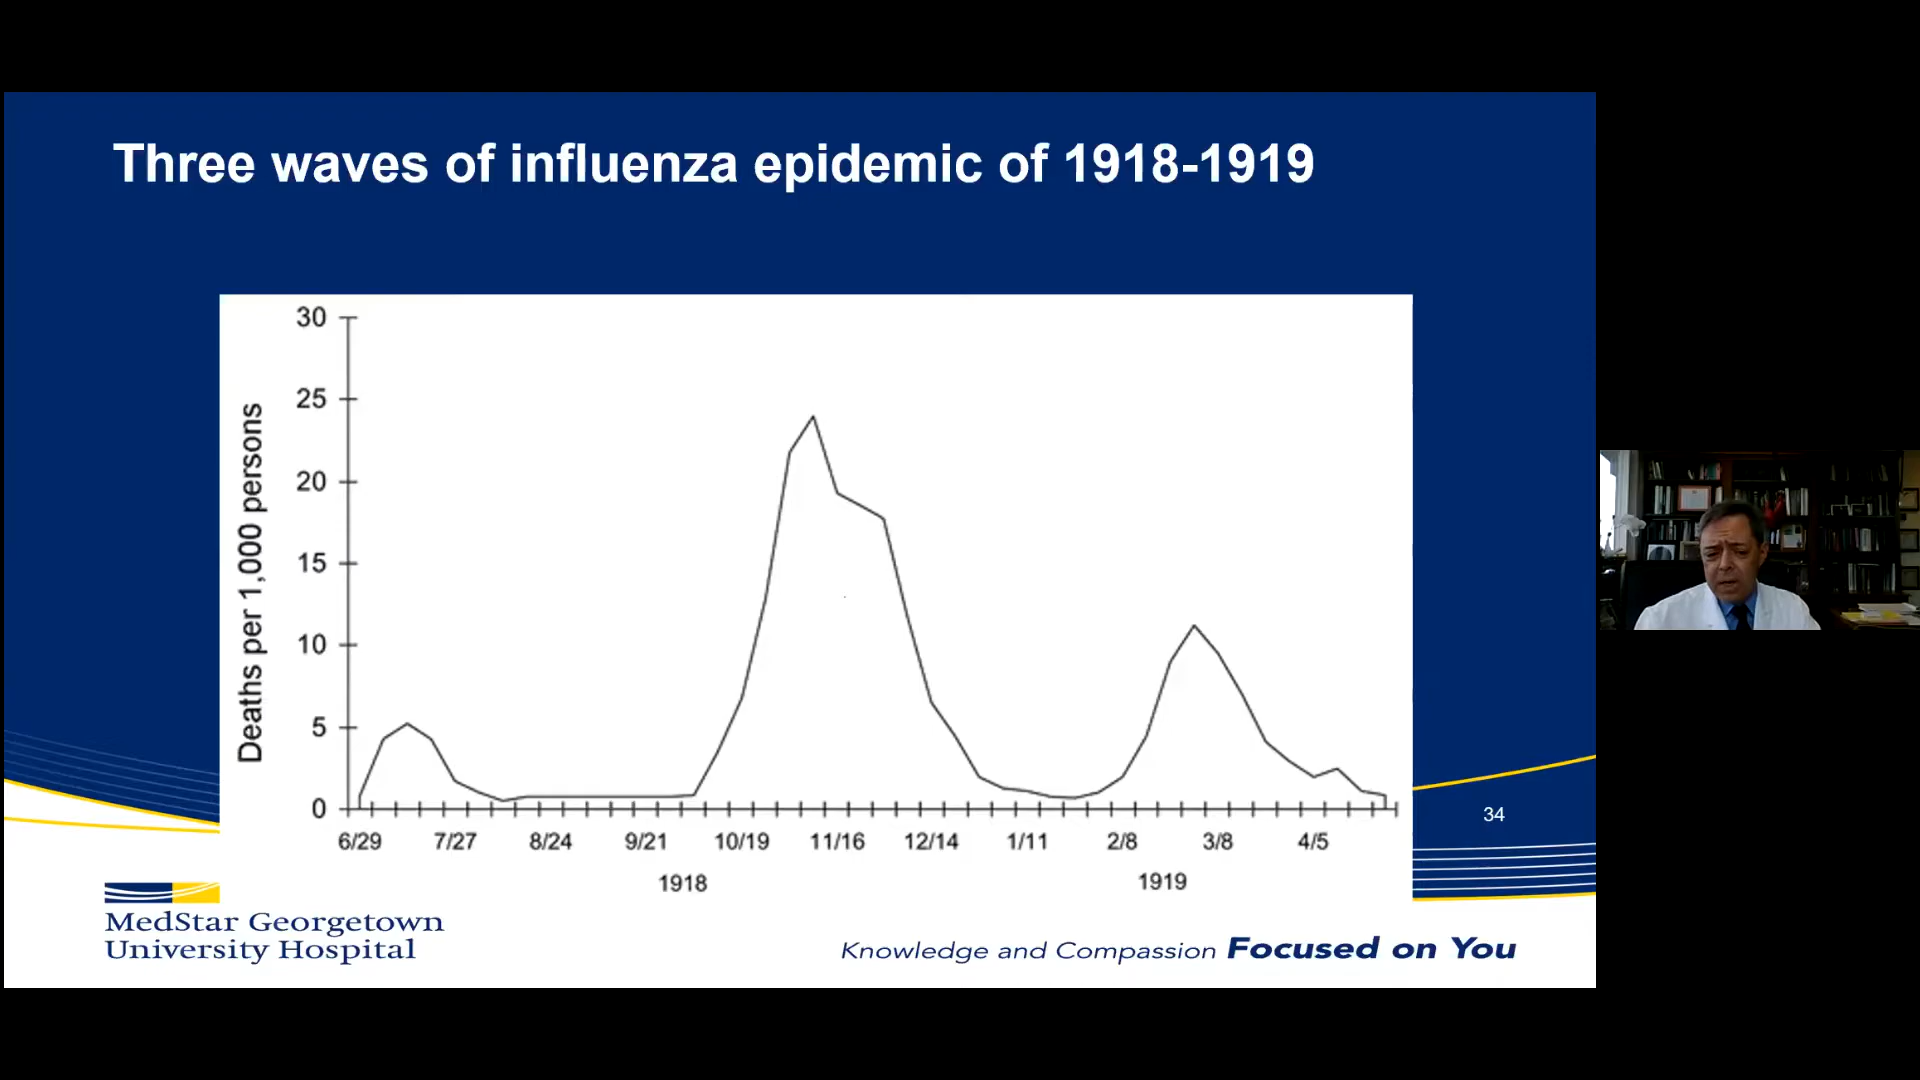 Three waves of influenza epidemic of 1918-1919
Deaths per 1,000 persons
30
25
20
15
10
5
0
6/29 7/27 8/24 9/21 10/19 11/16 12/14 1/11 2/8 3/8 4/5
1918 1919
34
MedStar Georgetown
University Hospital
Knowledge and Compassion Focused on You